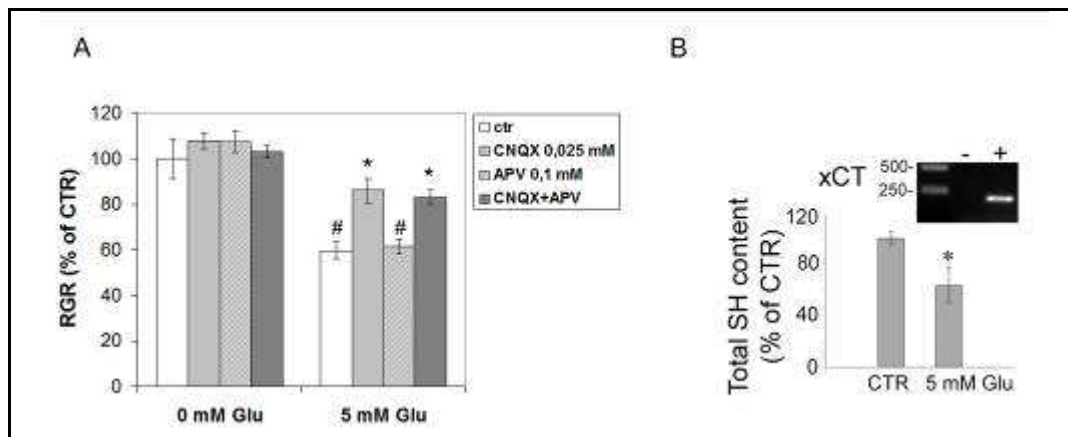 A
RGR (% of CTR)
120
100
80
60
40
20
0
#
*
#
*
0 mM Glu 5 mM Glu
ctr
CNQX 0,025 mM
APV 0,1 mM
CNQX+APV
B
- +
xCT
500-
250-
Total SH content
(% of CTR)
120
80
40
0
*
CTR 5 mM Glu